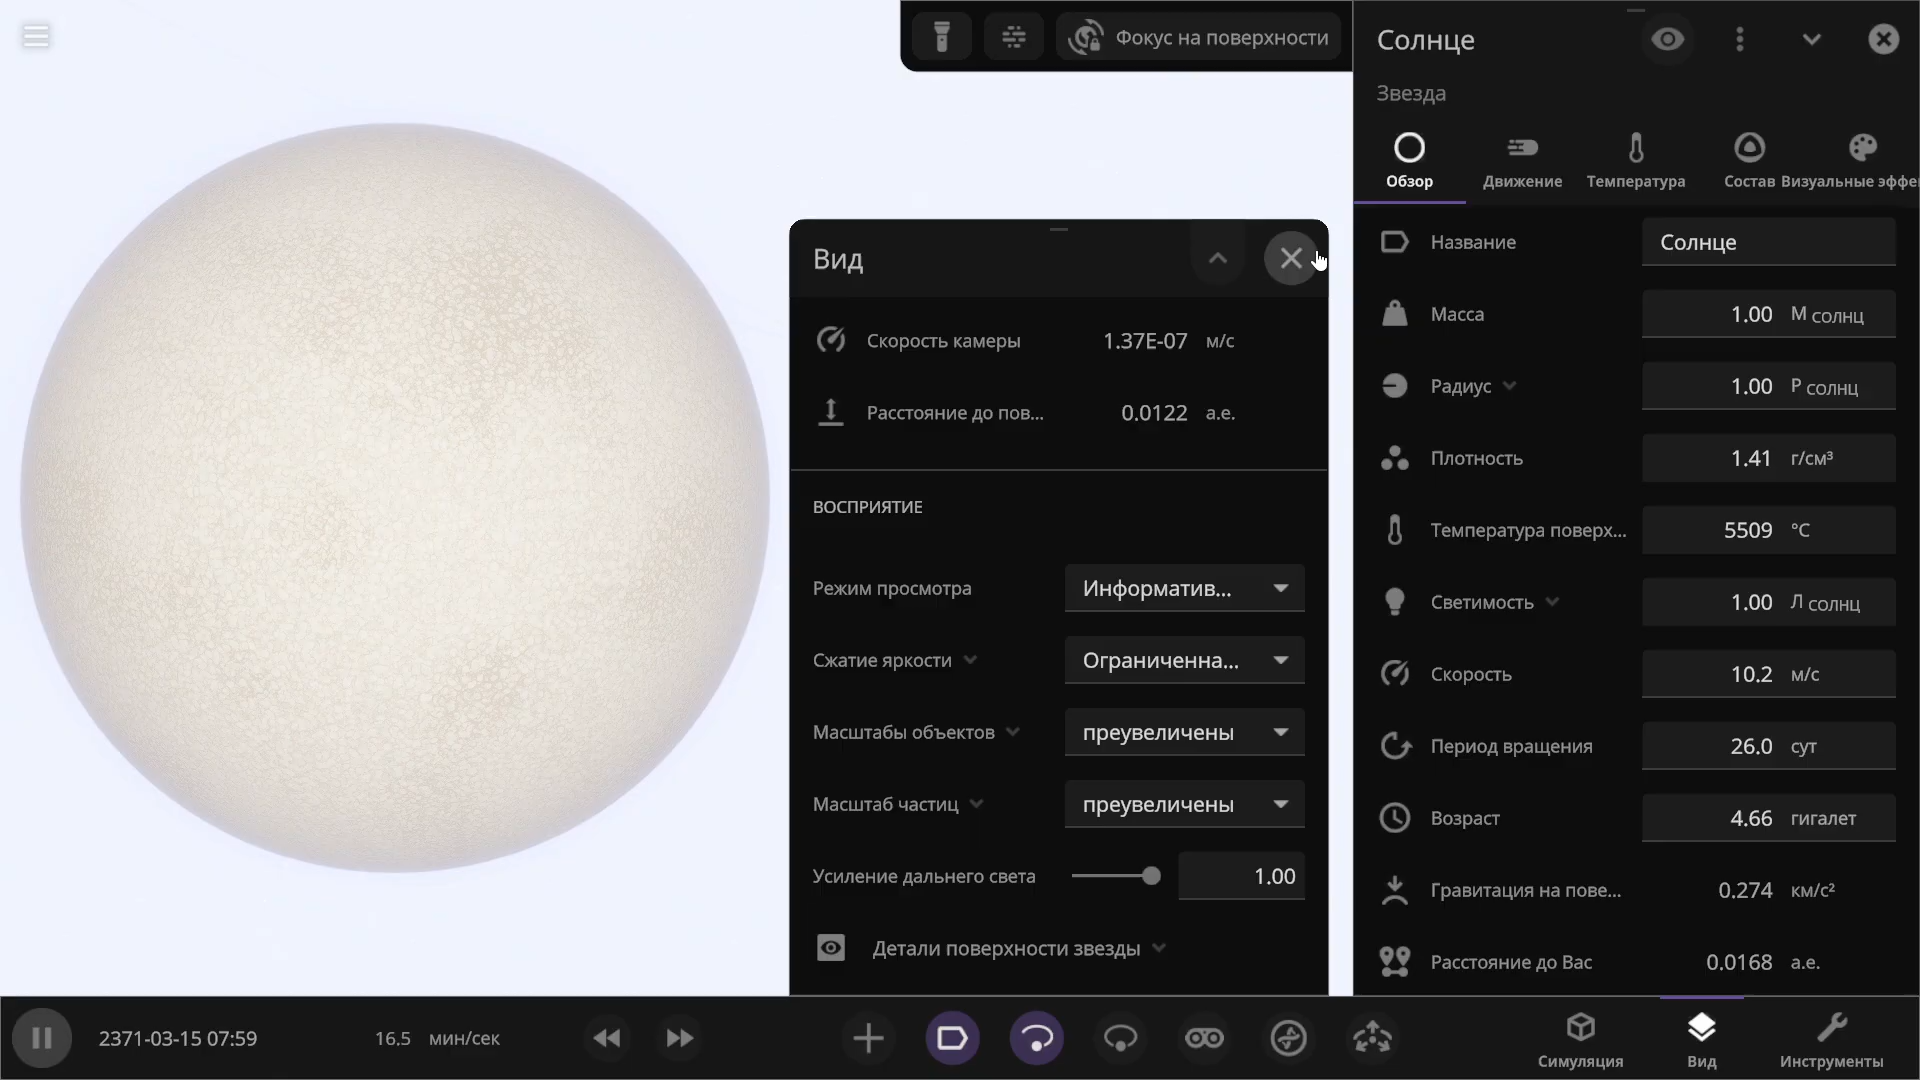 Фокус на поверхности
Солнце
Звезда
Обзор
Движение
Температура
Состав
Визуальные эффе
Вид
Скорость камеры 1.37E-07 м/с
Расстояние до пов... 0.0122 а.е.
ВОСПРИЯТИЕ
Режим просмотра Информатив...
Сжатие яркости Ограниченна...
Масштабы объектов преувеличены
Масштаб частиц преувеличены
Усиление дальнего света 1.00
Детали поверхности звезды
Название Солнце
Масса 1.00 М солнц
Радиус 1.00 Р солнц
Плотность 1.41 г/см³
Температура поверх... 5509 °C
Светимость 1.00 Л солнц
Скорость 10.2 м/с
Период вращения 26.0 сут
Возраст 4.66 гигалет
Гравитация на пове... 0.274 км/с²
Расстояние до Вас 0.0168 а.е.
2371-03-15 07:59 16.5 мин/сек
Симуляция
Вид
Инструменты